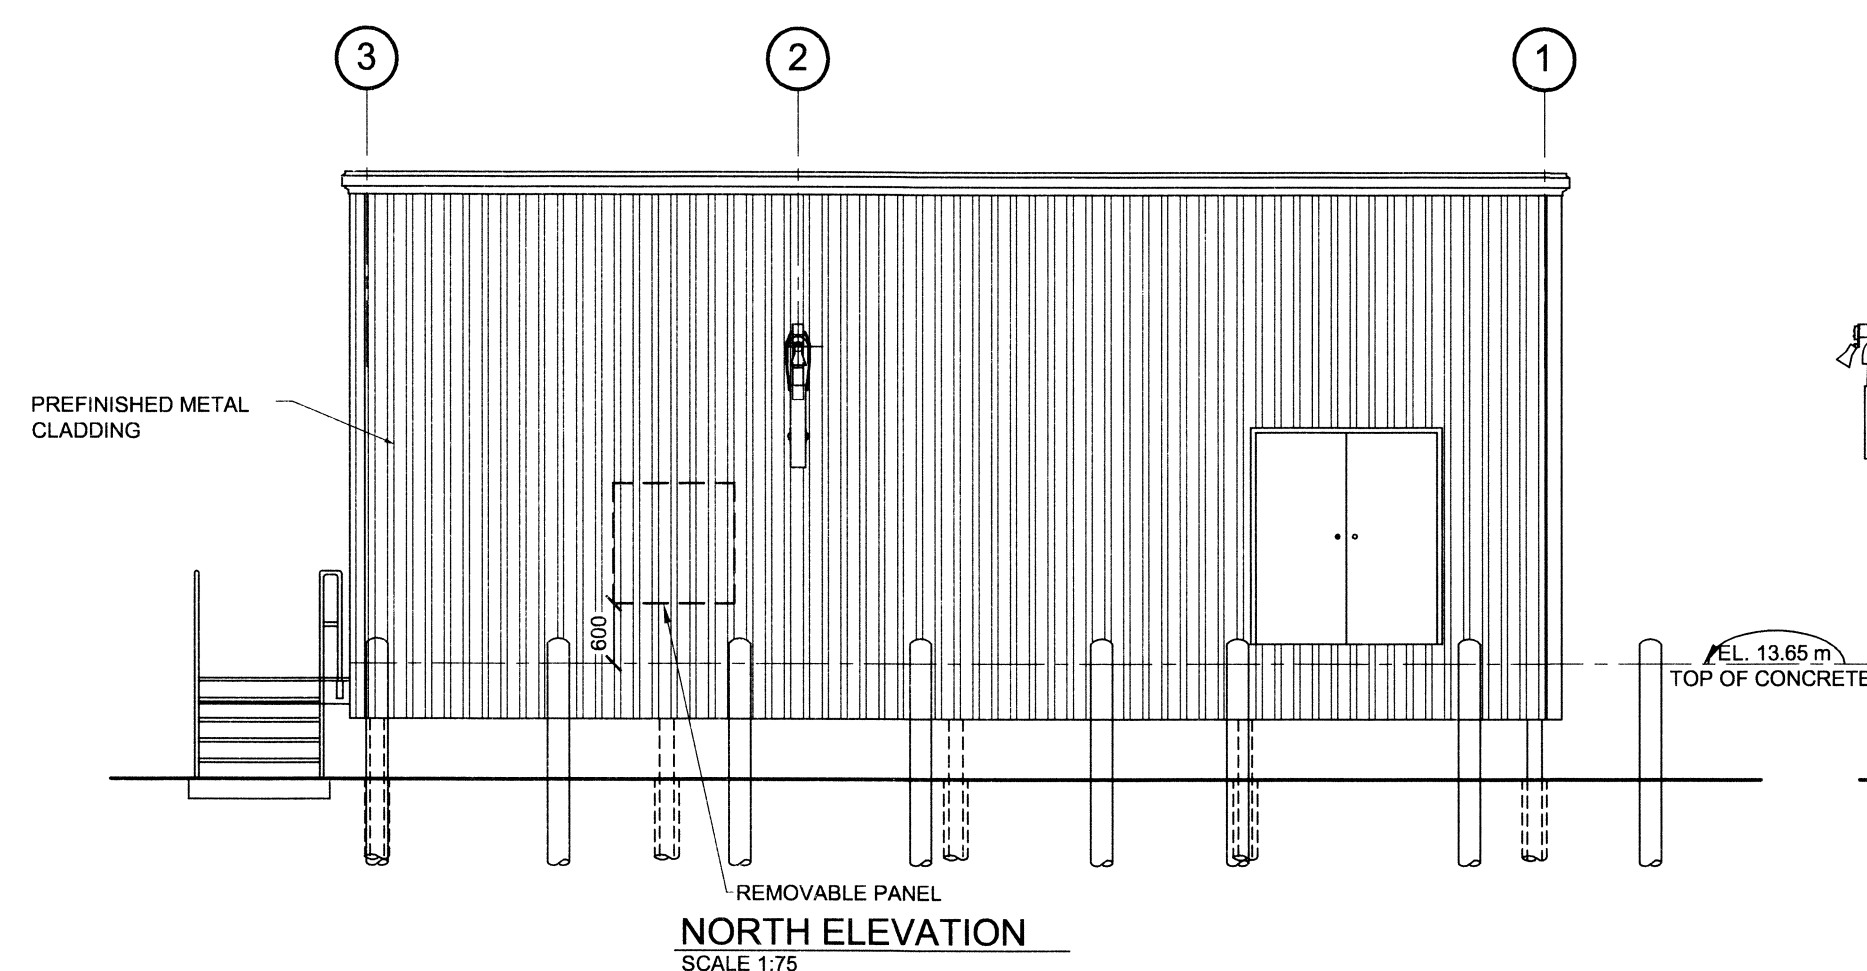 3
2
1
PREFINISHED METAL
CLADDING
600
EL. 13.65 m
TOP OF CONCRETE
REMOVABLE PANEL
NORTH ELEVATION
SCALE 1:75